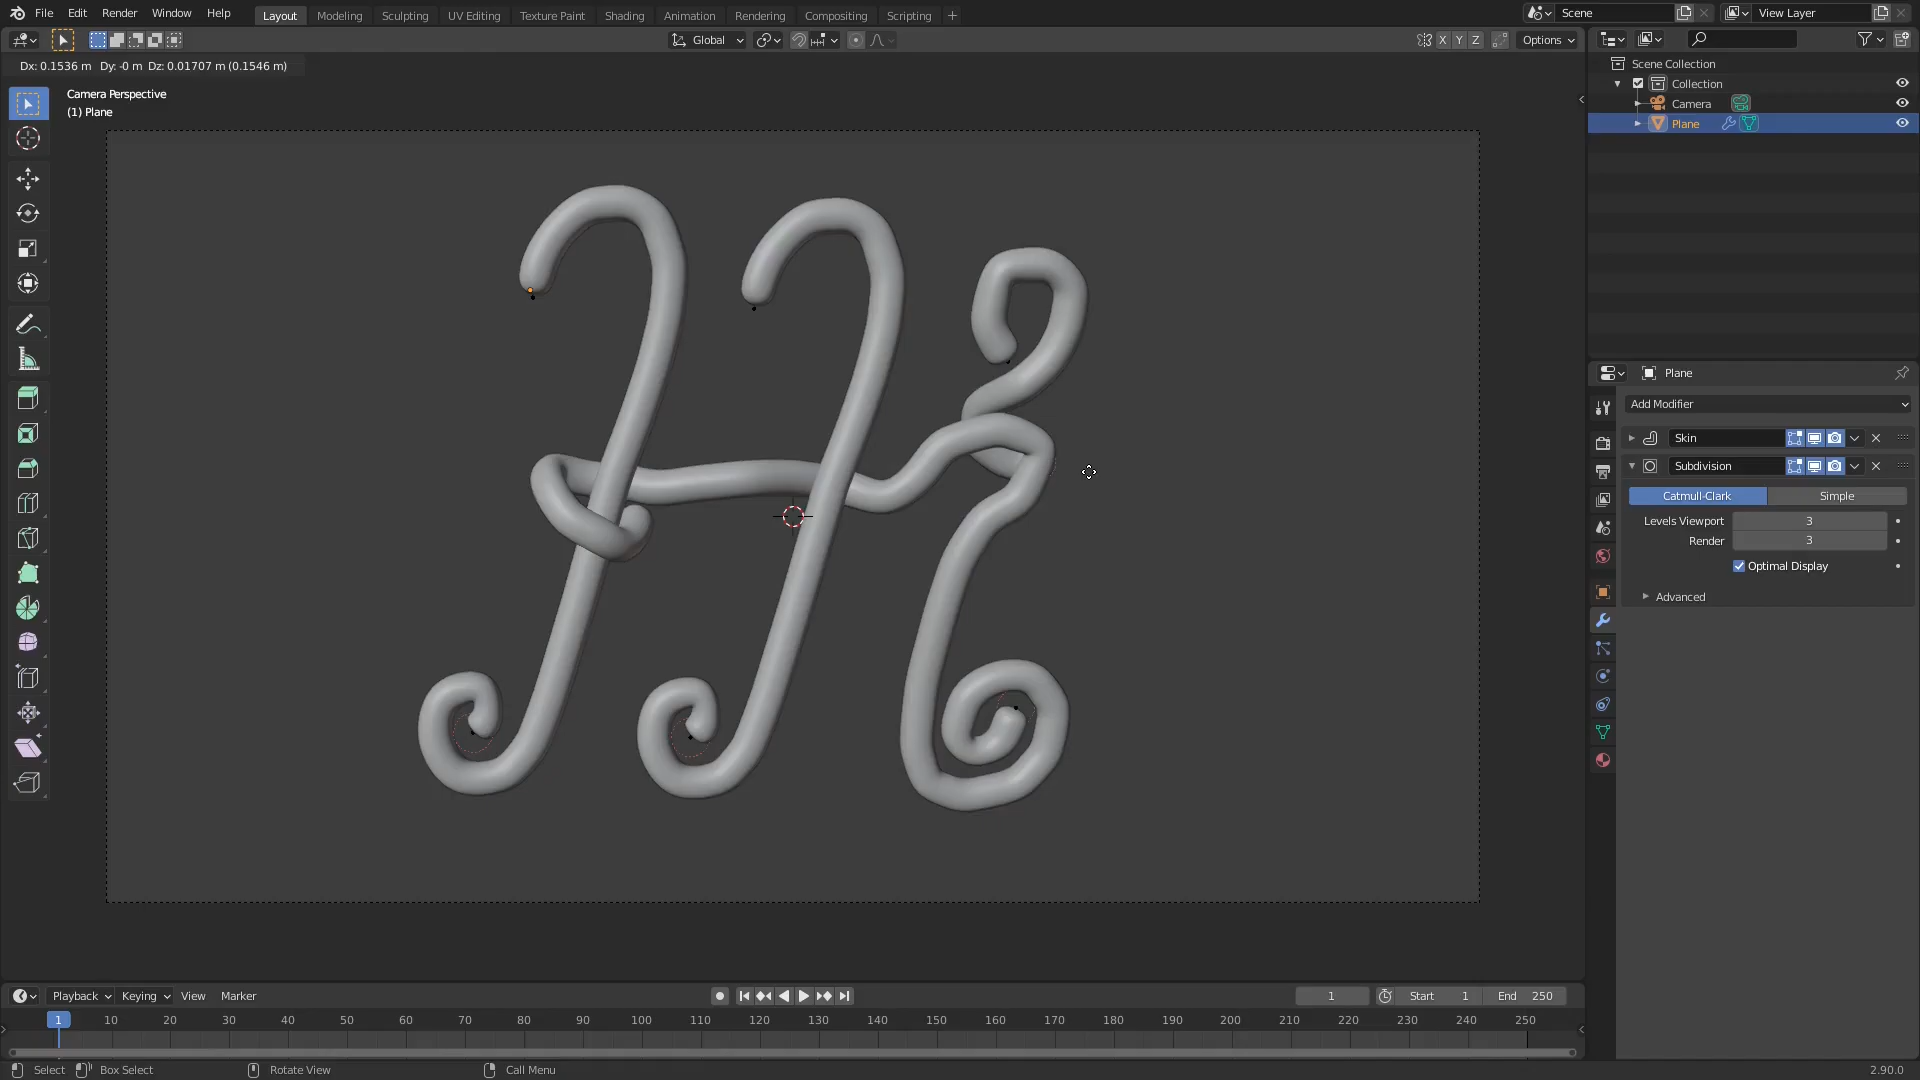 File Edit Render Window Help Layout Modeling Sculpting UV Editing Texture Paint Shading Animation Rendering Compositing Scripting + Scene View Layer
Global X Y Z Options
Dx: 0.1536 m Dy: -0 m Dz: 0.01707 m (0.1546 m)
Scene Collection
Collection
Camera
Plane
Camera Perspective
(1) Plane
Plane
Add Modifier
Skin
Subdivision
Catmull-Clark Simple
Levels Viewport 3
Render 3
Optimal Display
Advanced
Playback Keying View Marker 1 Start 1 End 250
1 10 20 30 40 50 60 70 80 90 100 110 120 130 140 150 160 170 180 190 200 210 220 230 240 250
Select Box Select Rotate View Call Menu 2.90.0